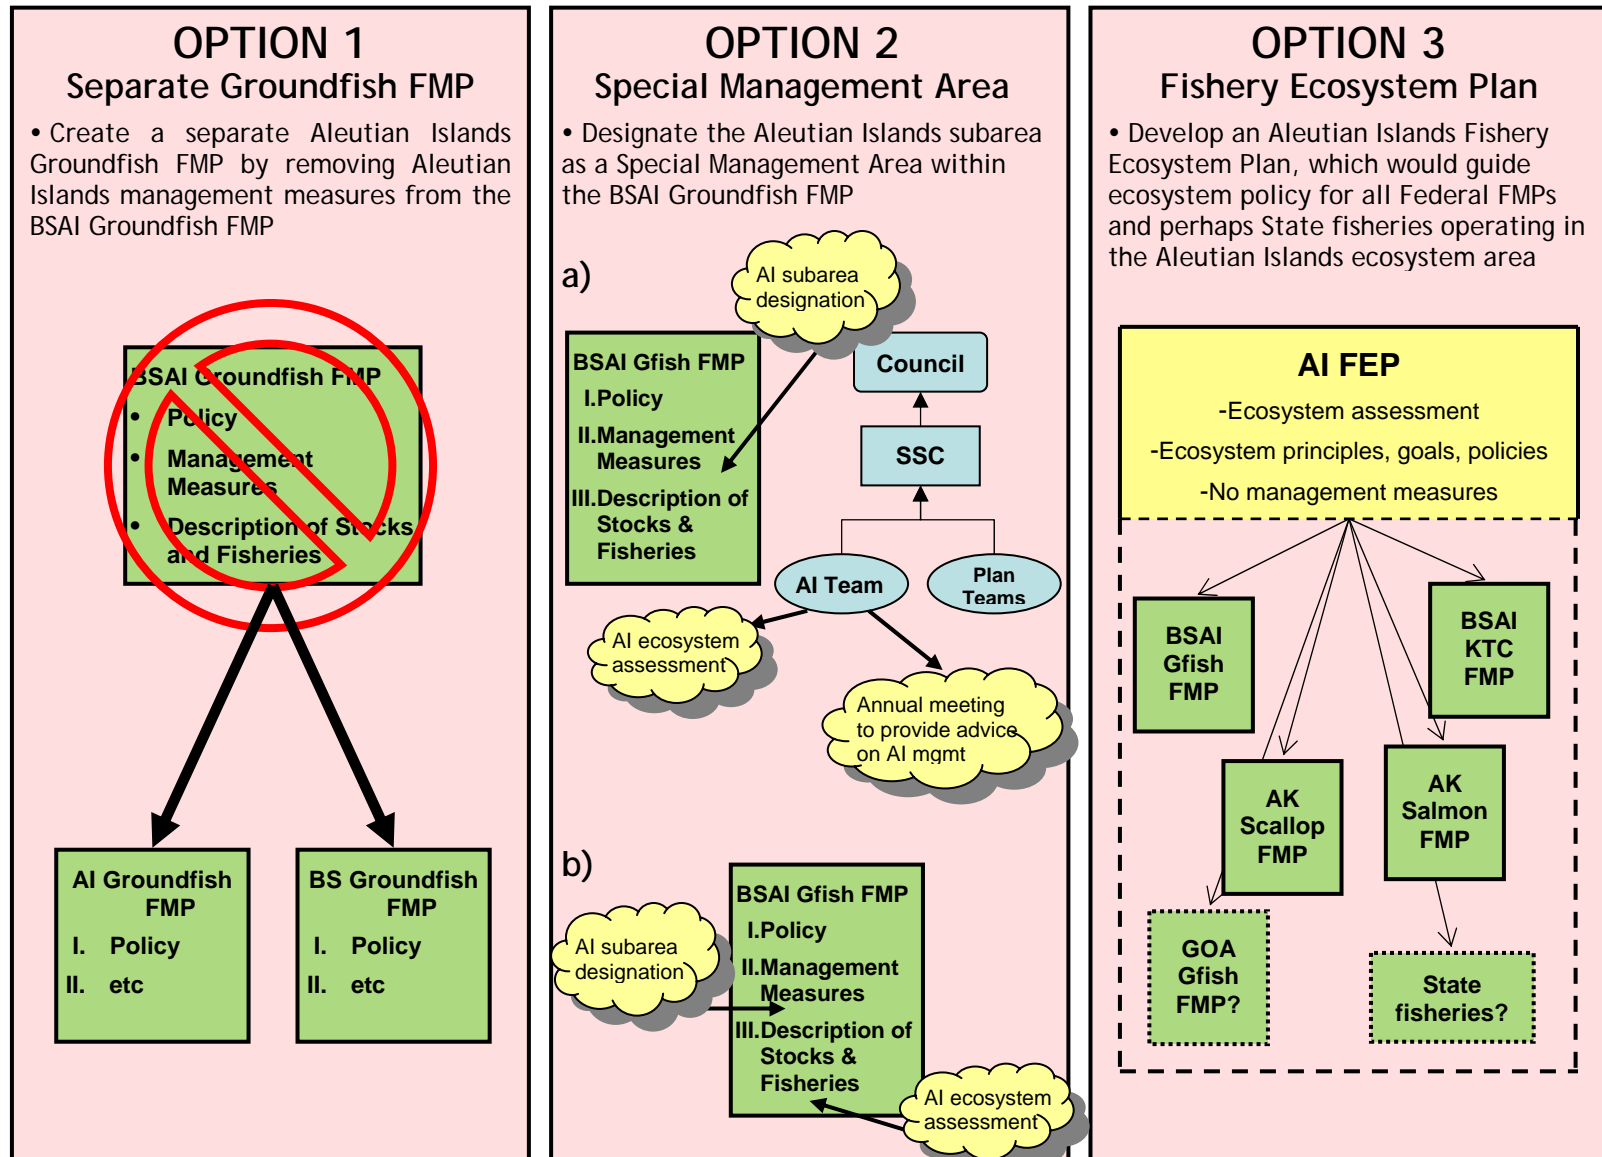 OPTION 1
Separate Groundfish FMP
• Create a separate Aleutian Islands
Groundfish FMP by removing Aleutian
Islands management measures from the
BSAI Groundfish FMP
BSAI Groundfish FMP
• Policy
• Management
Measures
• Description of Stocks
and Fisheries
AI Groundfish
FMP
I. Policy
II. etc
BS Groundfish
FMP
I. Policy
II. etc
OPTION 2
Special Management Area
• Designate the Aleutian Islands subarea
as a Special Management Area within
the BSAI Groundfish FMP
a)
AI subarea
designation
BSAI Gfish FMP
I.Policy
II.Management
Measures
III.Description of
Stocks &
Fisheries
Council
SSC
AI Team
Plan
Teams
AI ecosystem
assessment
Annual meeting
to provide advice
on AI mgmt
b)
BSAI Gfish FMP
I.Policy
II.Management
Measures
III.Description of
Stocks &
Fisheries
AI subarea
designation
AI ecosystem
assessment
OPTION 3
Fishery Ecosystem Plan
• Develop an Aleutian Islands Fishery
Ecosystem Plan, which would guide
ecosystem policy for all Federal FMPs
and perhaps State fisheries operating in
the Aleutian Islands ecosystem area
AI FEP
-Ecosystem assessment
-Ecosystem principles, goals, policies
-No management measures
BSAI
Gfish
FMP
BSAI
KTC
FMP
AK
Scallop
FMP
AK
Salmon
FMP
GOA
Gfish
FMP?
State
fisheries?